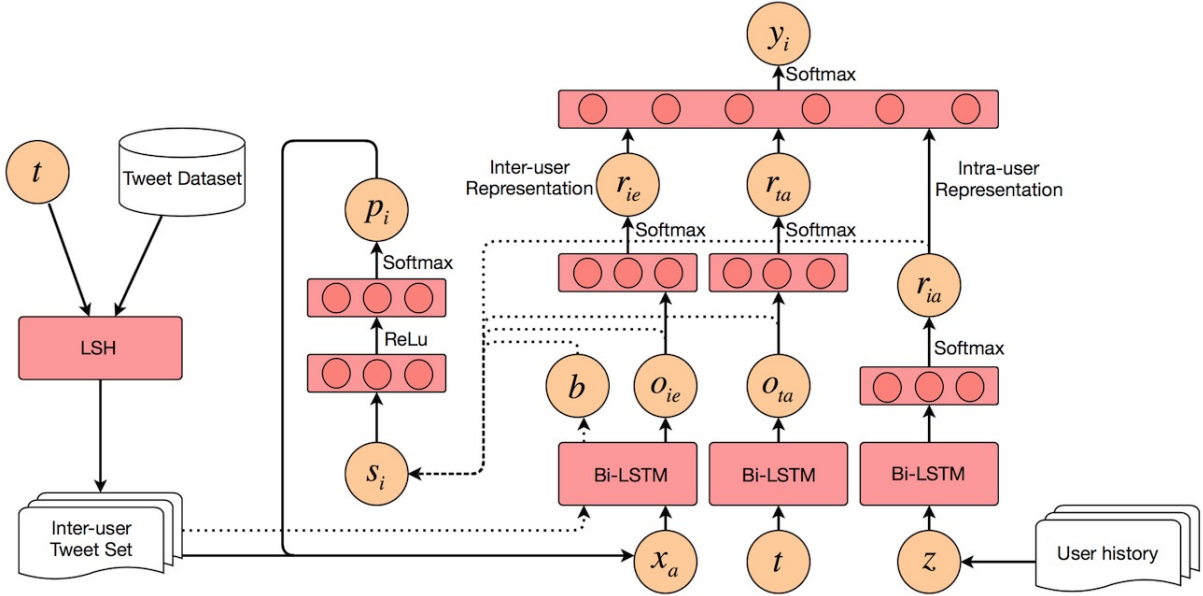 y_i
Softmax
t
Tweet Dataset
p_i
Inter-user
Representation
r_ie
r_ta
Intra-user
Representation
Softmax
Softmax
Softmax
r_ia
LSH
ReLu
Softmax
b
o_ie
o_ta
s_i
Bi-LSTM
Bi-LSTM
Bi-LSTM
Inter-user
Tweet Set
x_a
t
z
User history